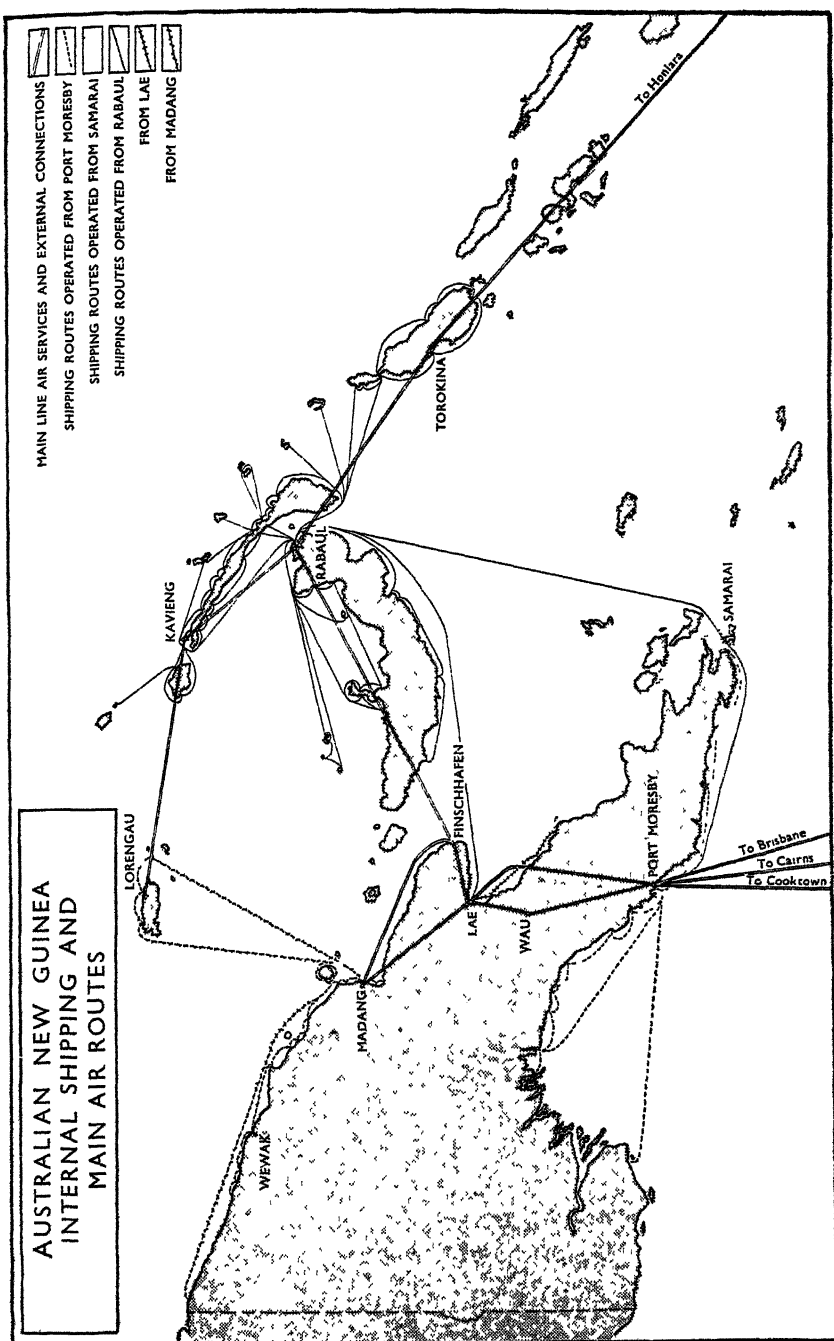 AUSTRALIAN NEW GUINEA
INTERNAL SHIPPING AND
MAIN AIR ROUTES
MAIN LINE AIR SERVICES AND EXTERNAL CONNECTIONS
SHIPPING ROUTES OPERATED FROM PORT MORESBY
SHIPPING ROUTES OPERATED FROM SAMARAI
SHIPPING ROUTES OPERATED FROM RABAUL
FROM LAE
FROM MADANG
LORENGAU
KAVIENG
RABAUL
TOROKINA
To Honiara
WEWAK
MADANG
FINSCHHAFEN
LAE
WAU
PORT MORESBY
SAMARAI
To Brisbane
To Cairns
To Cooktown